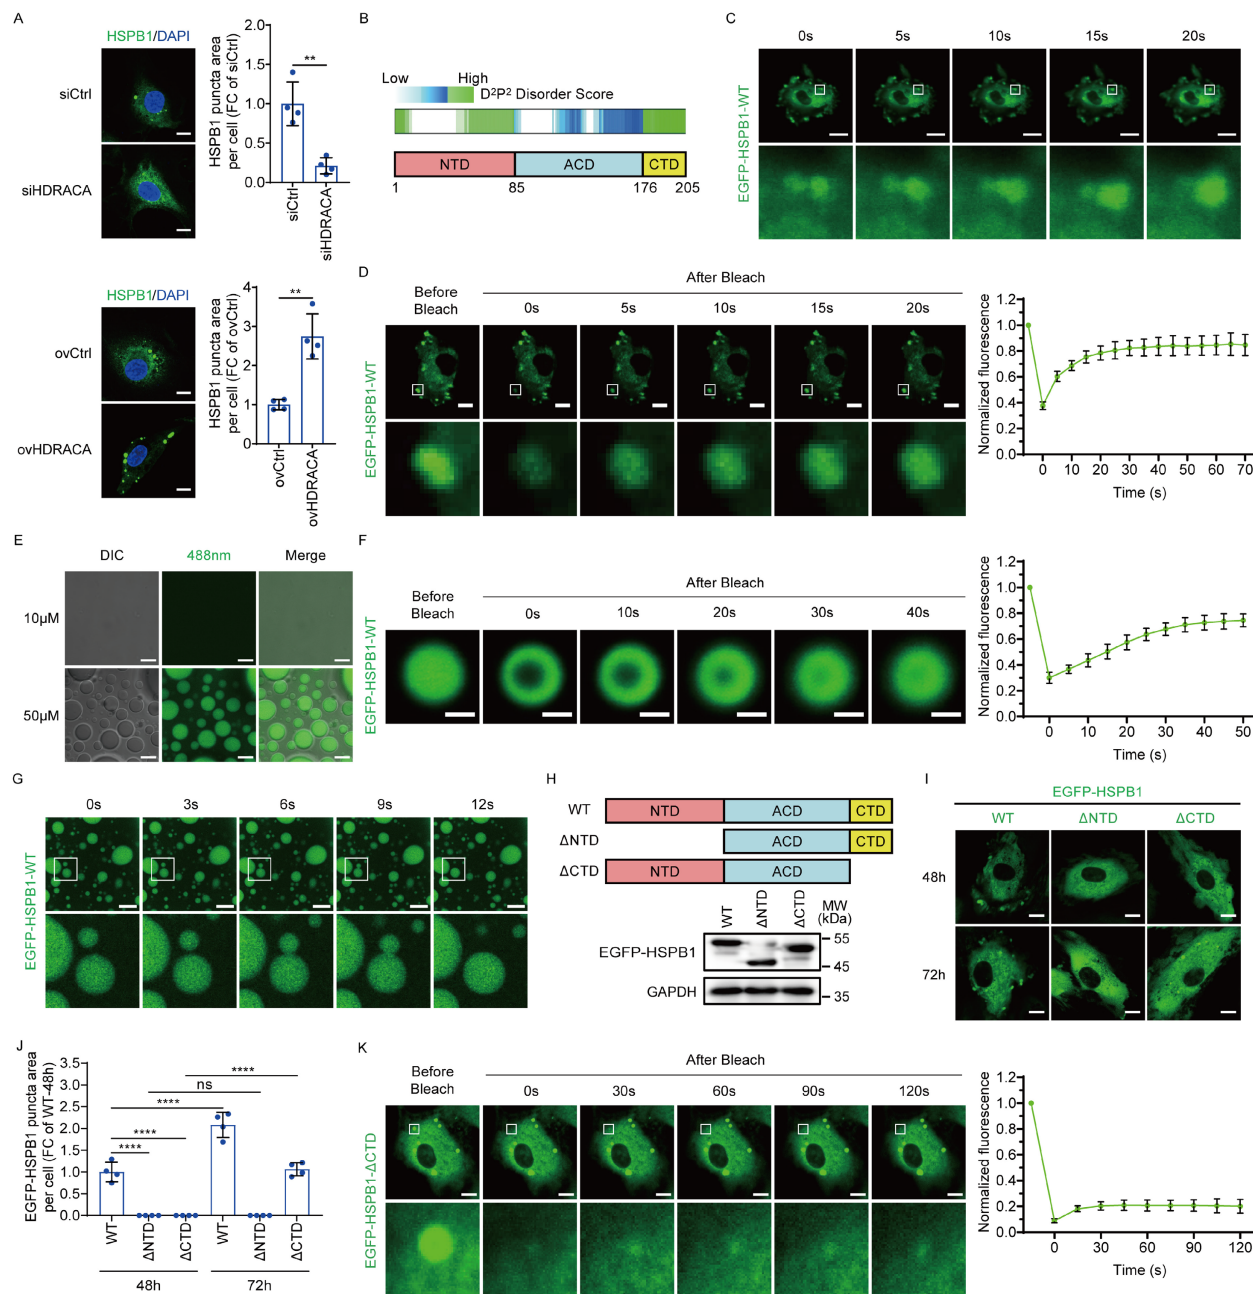 A
HSPB1/DAPI
siCtrl
siHDRACA
HSPB1 puncta area
per cell (FC of siCtrl)
2.0
1.5
1.0
0.5
0.0
**
siCtrl
siHDRACA
HSPB1/DAPI
ovCtrl
ovHDRACA
HSPB1 puncta area
per cell (FC of ovCtrl)
4
2
0
**
ovCtrl
ovHDRACA
B
Low High
D²P² Disorder Score
NTD ACD CTD
1 85 176 205
C
0s 5s 10s 15s 20s
EGFP-HSPB1-WT
D
Before
Bleach
After Bleach
0s 5s 10s 15s 20s
EGFP-HSPB1-WT
Normalized fluorescence
1.2
1.0
0.8
0.6
0.4
0.2
0 10 20 30 40 50 60 70
Time (s)
E
DIC 488nm Merge
10μM
50μM
F
Before
Bleach
After Bleach
0s 10s 20s 30s 40s
EGFP-HSPB1-WT
Normalized fluorescence
1.2
1.0
0.8
0.6
0.4
0.2
0.0
0 10 20 30 40 50
Time (s)
G
0s 3s 6s 9s 12s
EGFP-HSPB1-WT
H
WT NTD ACD CTD
ΔNTD ACD CTD
ΔCTD NTD ACD
WT ΔNTD ΔCTD MW
(kDa)
EGFP-HSPB1
55
45
GAPDH
35
I
EGFP-HSPB1
WT ΔNTD ΔCTD
48h
72h
J
EGFP-HSPB1 puncta area
per cell (FC of WT-48h)
3.5
3.0
2.5
2.0
1.5
1.0
0.5
0.0
****
ns
****
****
****
WT ΔNTD ΔCTD WT ΔNTD ΔCTD
48h 72h
K
Before
Bleach
After Bleach
0s 30s 60s 90s 120s
EGFP-HSPB1-ΔCTD
Normalized fluorescence
1.2
1.0
0.8
0.6
0.4
0.2
0.0
0 30 60 90 120
Time (s)